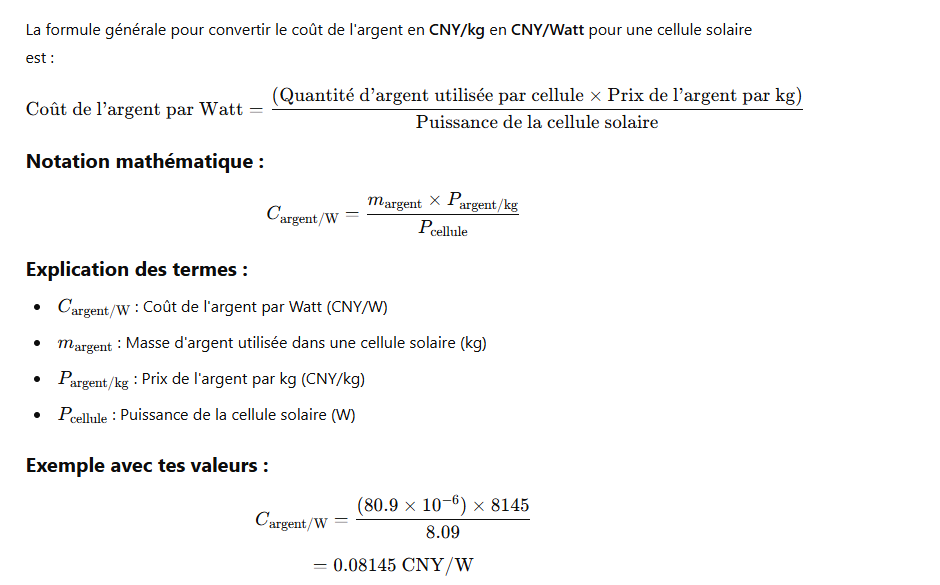 La formule générale pour convertir le coût de l'argent en CNY/kg en CNY/Watt pour une cellule solaire
est :
Coût de l'argent par Watt = (Quantité d'argent utilisée par cellule × Prix de l'argent par kg) / Puissance de la cellule solaire
Notation mathématique :
C_argent/W = m_argent × P_argent/kg / P_cellule
Explication des termes :
• C_argent/W : Coût de l'argent par Watt (CNY/W)
• m_argent : Masse d'argent utilisée dans une cellule solaire (kg)
• P_argent/kg : Prix de l'argent par kg (CNY/kg)
• P_cellule : Puissance de la cellule solaire (W)
Exemple avec tes valeurs :
C_argent/W = (80.9 × 10⁻⁶) × 8145 / 8.09
= 0.08145 CNY/W